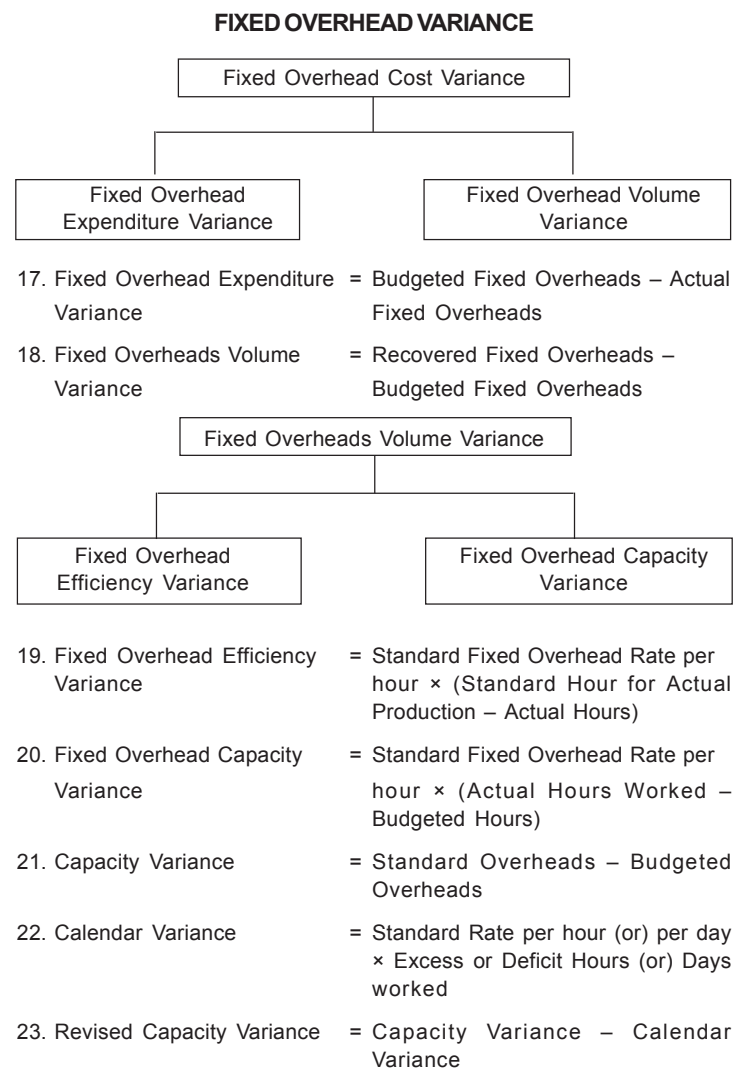 FIXED OVERHEAD VARIANCE
Fixed Overhead Cost Variance
Fixed Overhead
Expenditure Variance
Fixed Overhead Volume
Variance
17. Fixed Overhead Expenditure = Budgeted Fixed Overheads – Actual
Variance Fixed Overheads
18. Fixed Overheads Volume = Recovered Fixed Overheads –
Variance Budgeted Fixed Overheads
Fixed Overheads Volume Variance
Fixed Overhead
Efficiency Variance
Fixed Overhead Capacity
Variance
19. Fixed Overhead Efficiency = Standard Fixed Overhead Rate per
Variance hour × (Standard Hour for Actual
Production – Actual Hours)
20. Fixed Overhead Capacity = Standard Fixed Overhead Rate per
Variance hour × (Actual Hours Worked –
Budgeted Hours)
21. Capacity Variance = Standard Overheads – Budgeted
Overheads
22. Calendar Variance = Standard Rate per hour (or) per day
× Excess or Deficit Hours (or) Days
worked
23. Revised Capacity Variance = Capacity Variance – Calendar
Variance